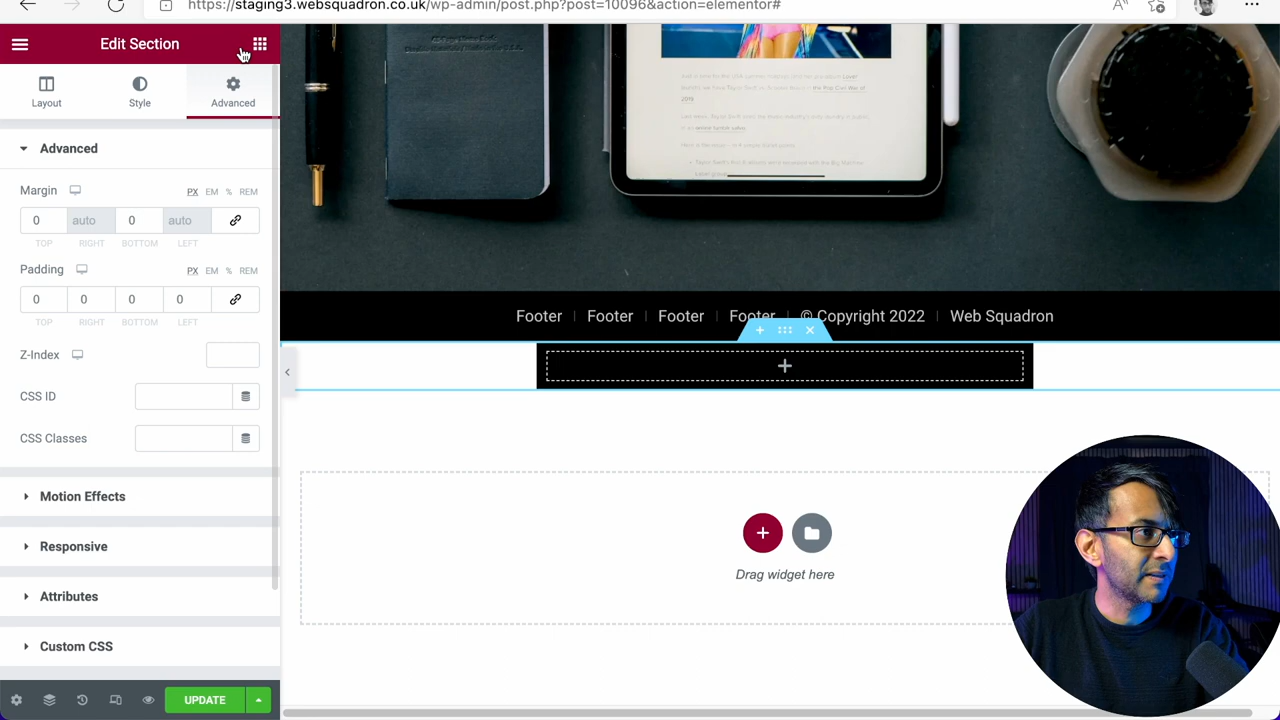 https://staging3.websquadron.co.uk/wp-admin/post.php?post=10096&action=elementor#
Edit Section
Layout
Style
Advanced
Advanced
Margin
PX EM % REM
0 auto 0 auto
TOP RIGHT BOTTOM LEFT
Padding
PX EM % REM
0 0 0 0
TOP RIGHT BOTTOM LEFT
Z-Index
CSS ID
CSS Classes
Motion Effects
Responsive
Attributes
Custom CSS
UPDATE
Footer | Footer | Footer | Footer | © Copyright 2022 | Web Squadron
Drag widget here